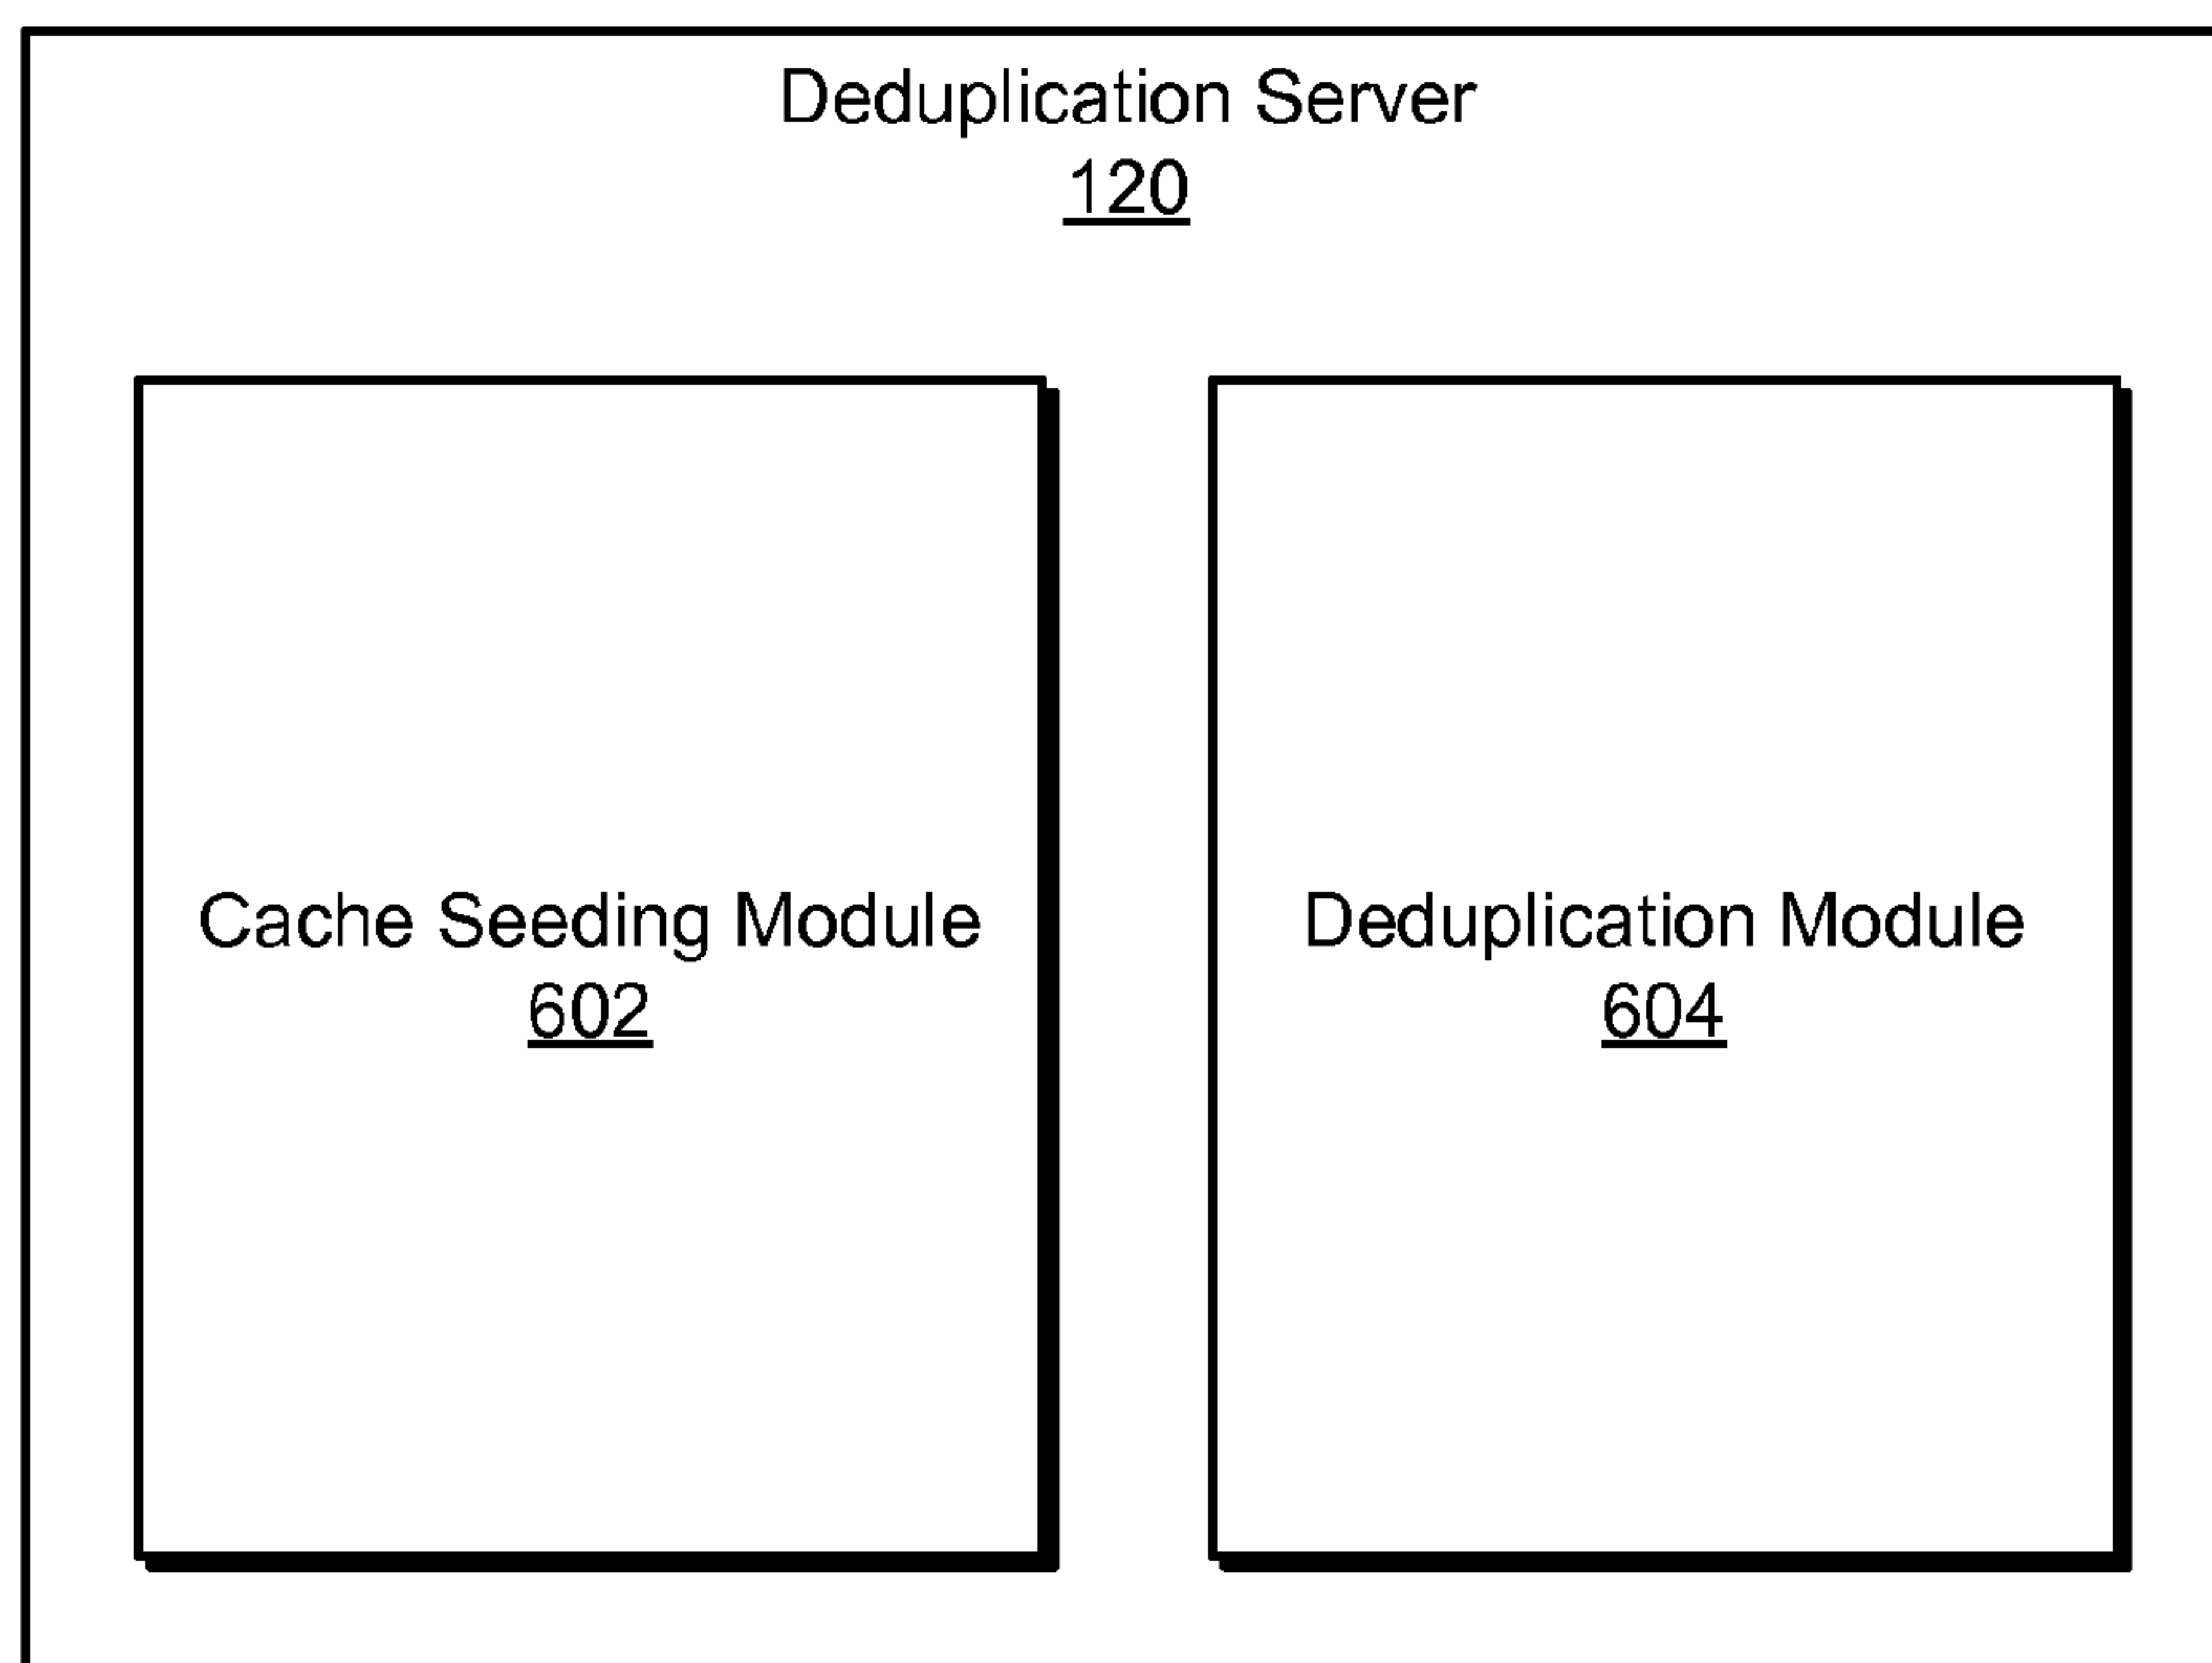 Deduplication Server
120
Cache Seeding Module
602
Deduplication Module
604